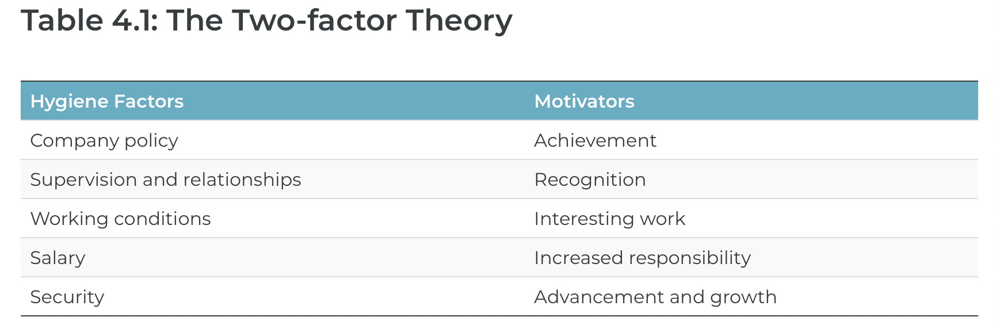 Table 4.1: The Two-factor Theory
Hygiene Factors Motivators
Company policy Achievement
Supervision and relationships Recognition
Working conditions Interesting work
Salary Increased responsibility
Security Advancement and growth